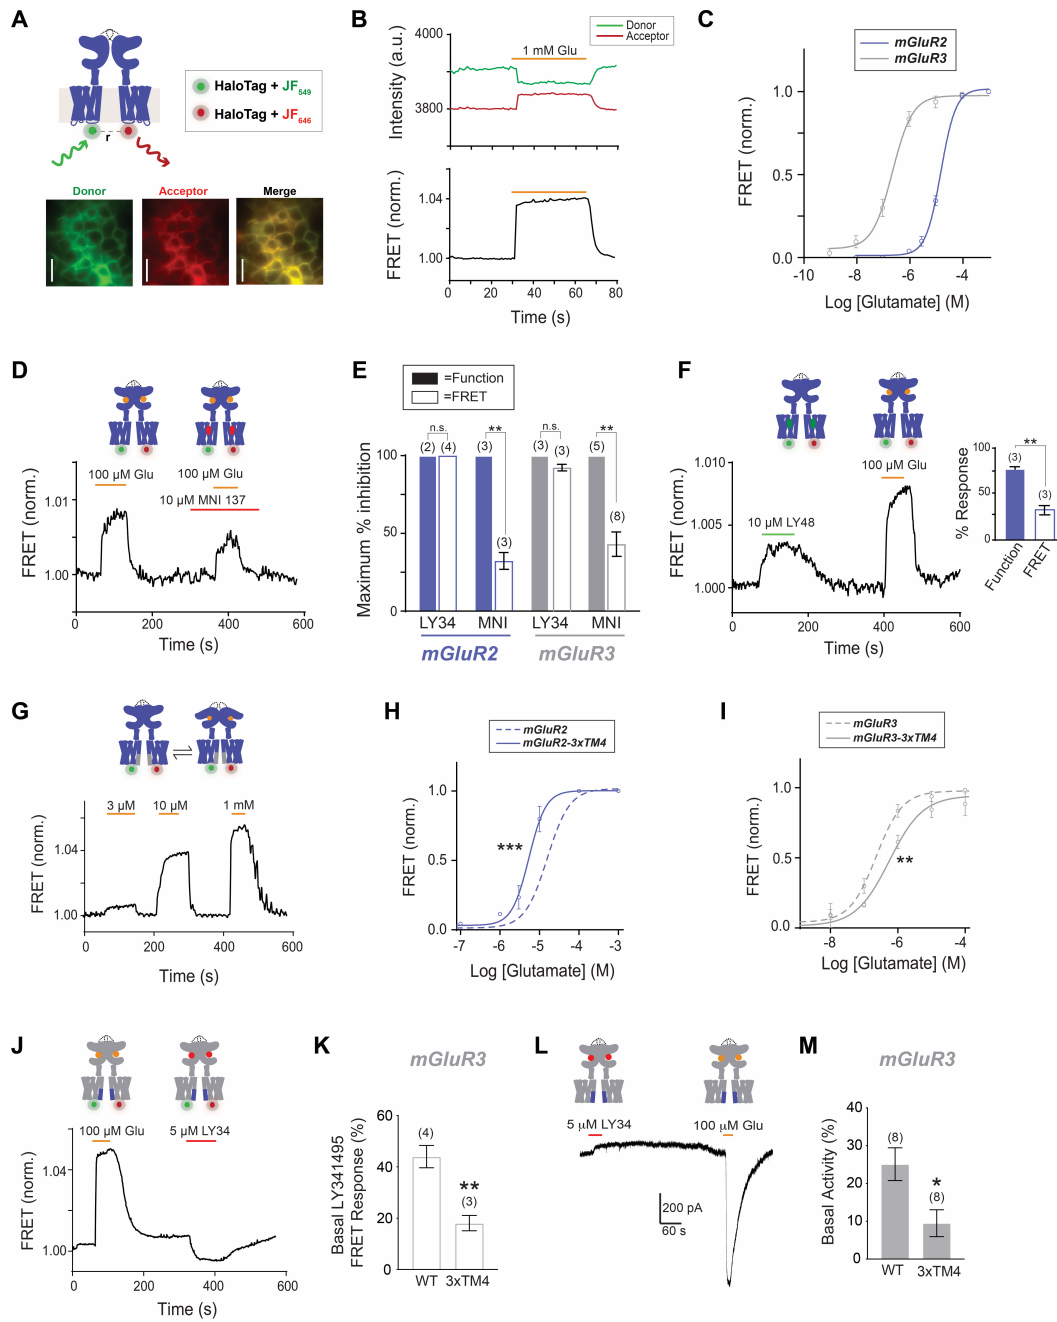 A
HaloTag + JF549
HaloTag + JF646
r
Donor
Acceptor
Merge
B
Donor
Acceptor
1 mM Glu
4000
3800
Intensity (a.u.)
1.04
1.00
FRET (norm.)
0 20 40 60 80
Time (s)
C
mGluR2
mGluR3
1.0
0.5
0.0
FRET (norm.)
-10 -8 -6 -4
Log [Glutamate] (M)
D
100 µM Glu
100 µM Glu
10 µM MNI 137
1.01
1.00
FRET (norm.)
0 200 400 600
Time (s)
E
=Function
=FRET
n.s. ** n.s. **
(2) (4) (3) (3) (3) (3) (5) (8)
100
50
0
Maximum % inhibition
LY34 MNI LY34 MNI
mGluR2 mGluR3
F
100 µM Glu
10 µM LY48
1.010
1.005
1.000
FRET (norm.)
0 200 400 600
Time (s)
100
50
0
% Response
**
(3)
(3)
Function FRET
G
3 µM 10 µM 1 mM
1.04
1.00
FRET (norm.)
0 200 400 600
Time (s)
H
mGluR2
mGluR2-3xTM4
1.0
0.5
0.0
FRET (norm.)
***
-7 -6 -5 -4 -3
Log [Glutamate] (M)
I
mGluR3
mGluR3-3xTM4
1.0
0.5
0.0
FRET (norm.)
**
-8 -6 -4
Log [Glutamate] (M)
J
100 µM Glu 5 µM LY34
1.04
1.00
FRET (norm.)
0 200 400 600
Time (s)
K
mGluR3
60
40
20
0
Basal LY341495
FRET Response (%)
(4)
**
(3)
WT 3xTM4
L
5 µM LY34 100 µM Glu
200 pA
60 s
M
mGluR3
40
30
20
10
0
Basal Activity (%)
(8)
*
(8)
WT 3xTM4